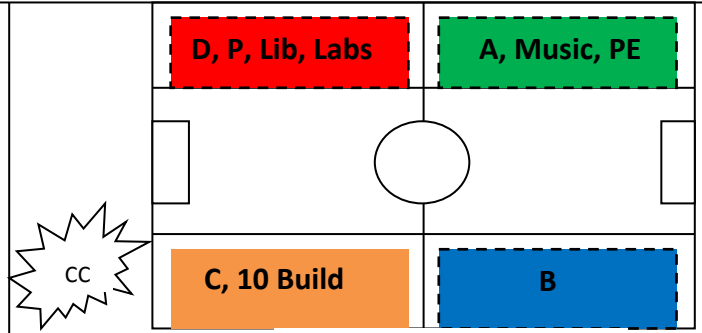 D, P, Lib, Labs
A, Music, PE
CC
C, 10 Build
B